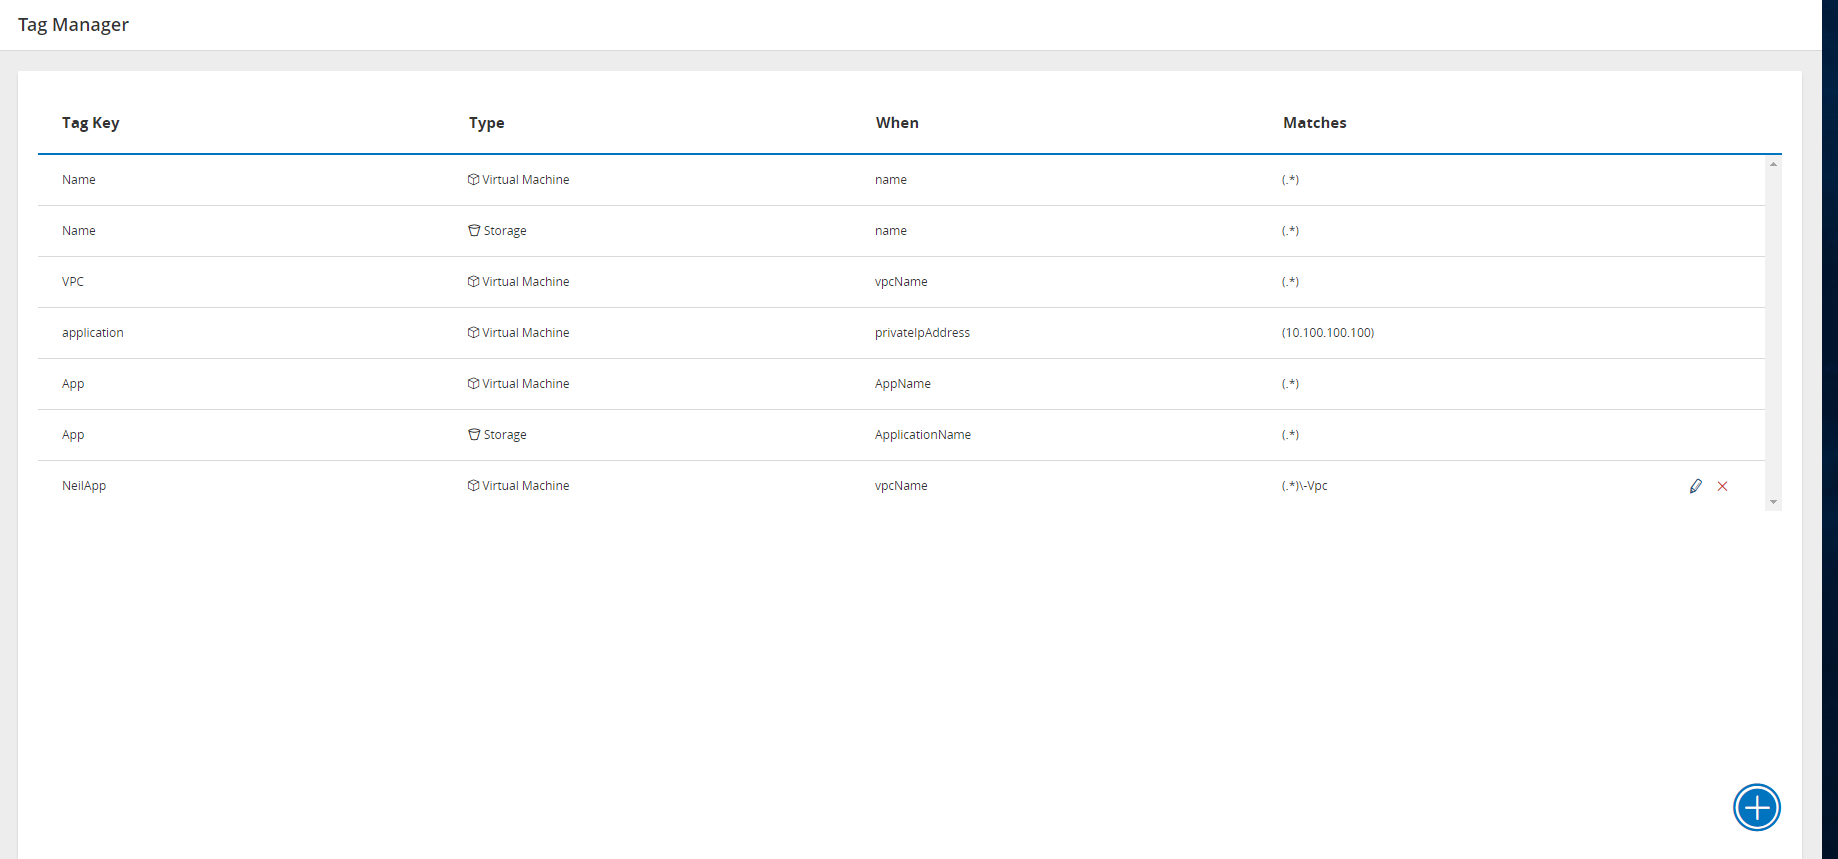 Tag Manager
Tag Key Type When Matches
Name Virtual Machine name (.*)
Name Storage name (.*)
VPC Virtual Machine vpcName (.*)
application Virtual Machine privateIpAddress (10.100.100.100)
App Virtual Machine AppName (.*)
App Storage ApplicationName (.*)
NeilApp Virtual Machine vpcName (.*)\-Vpc